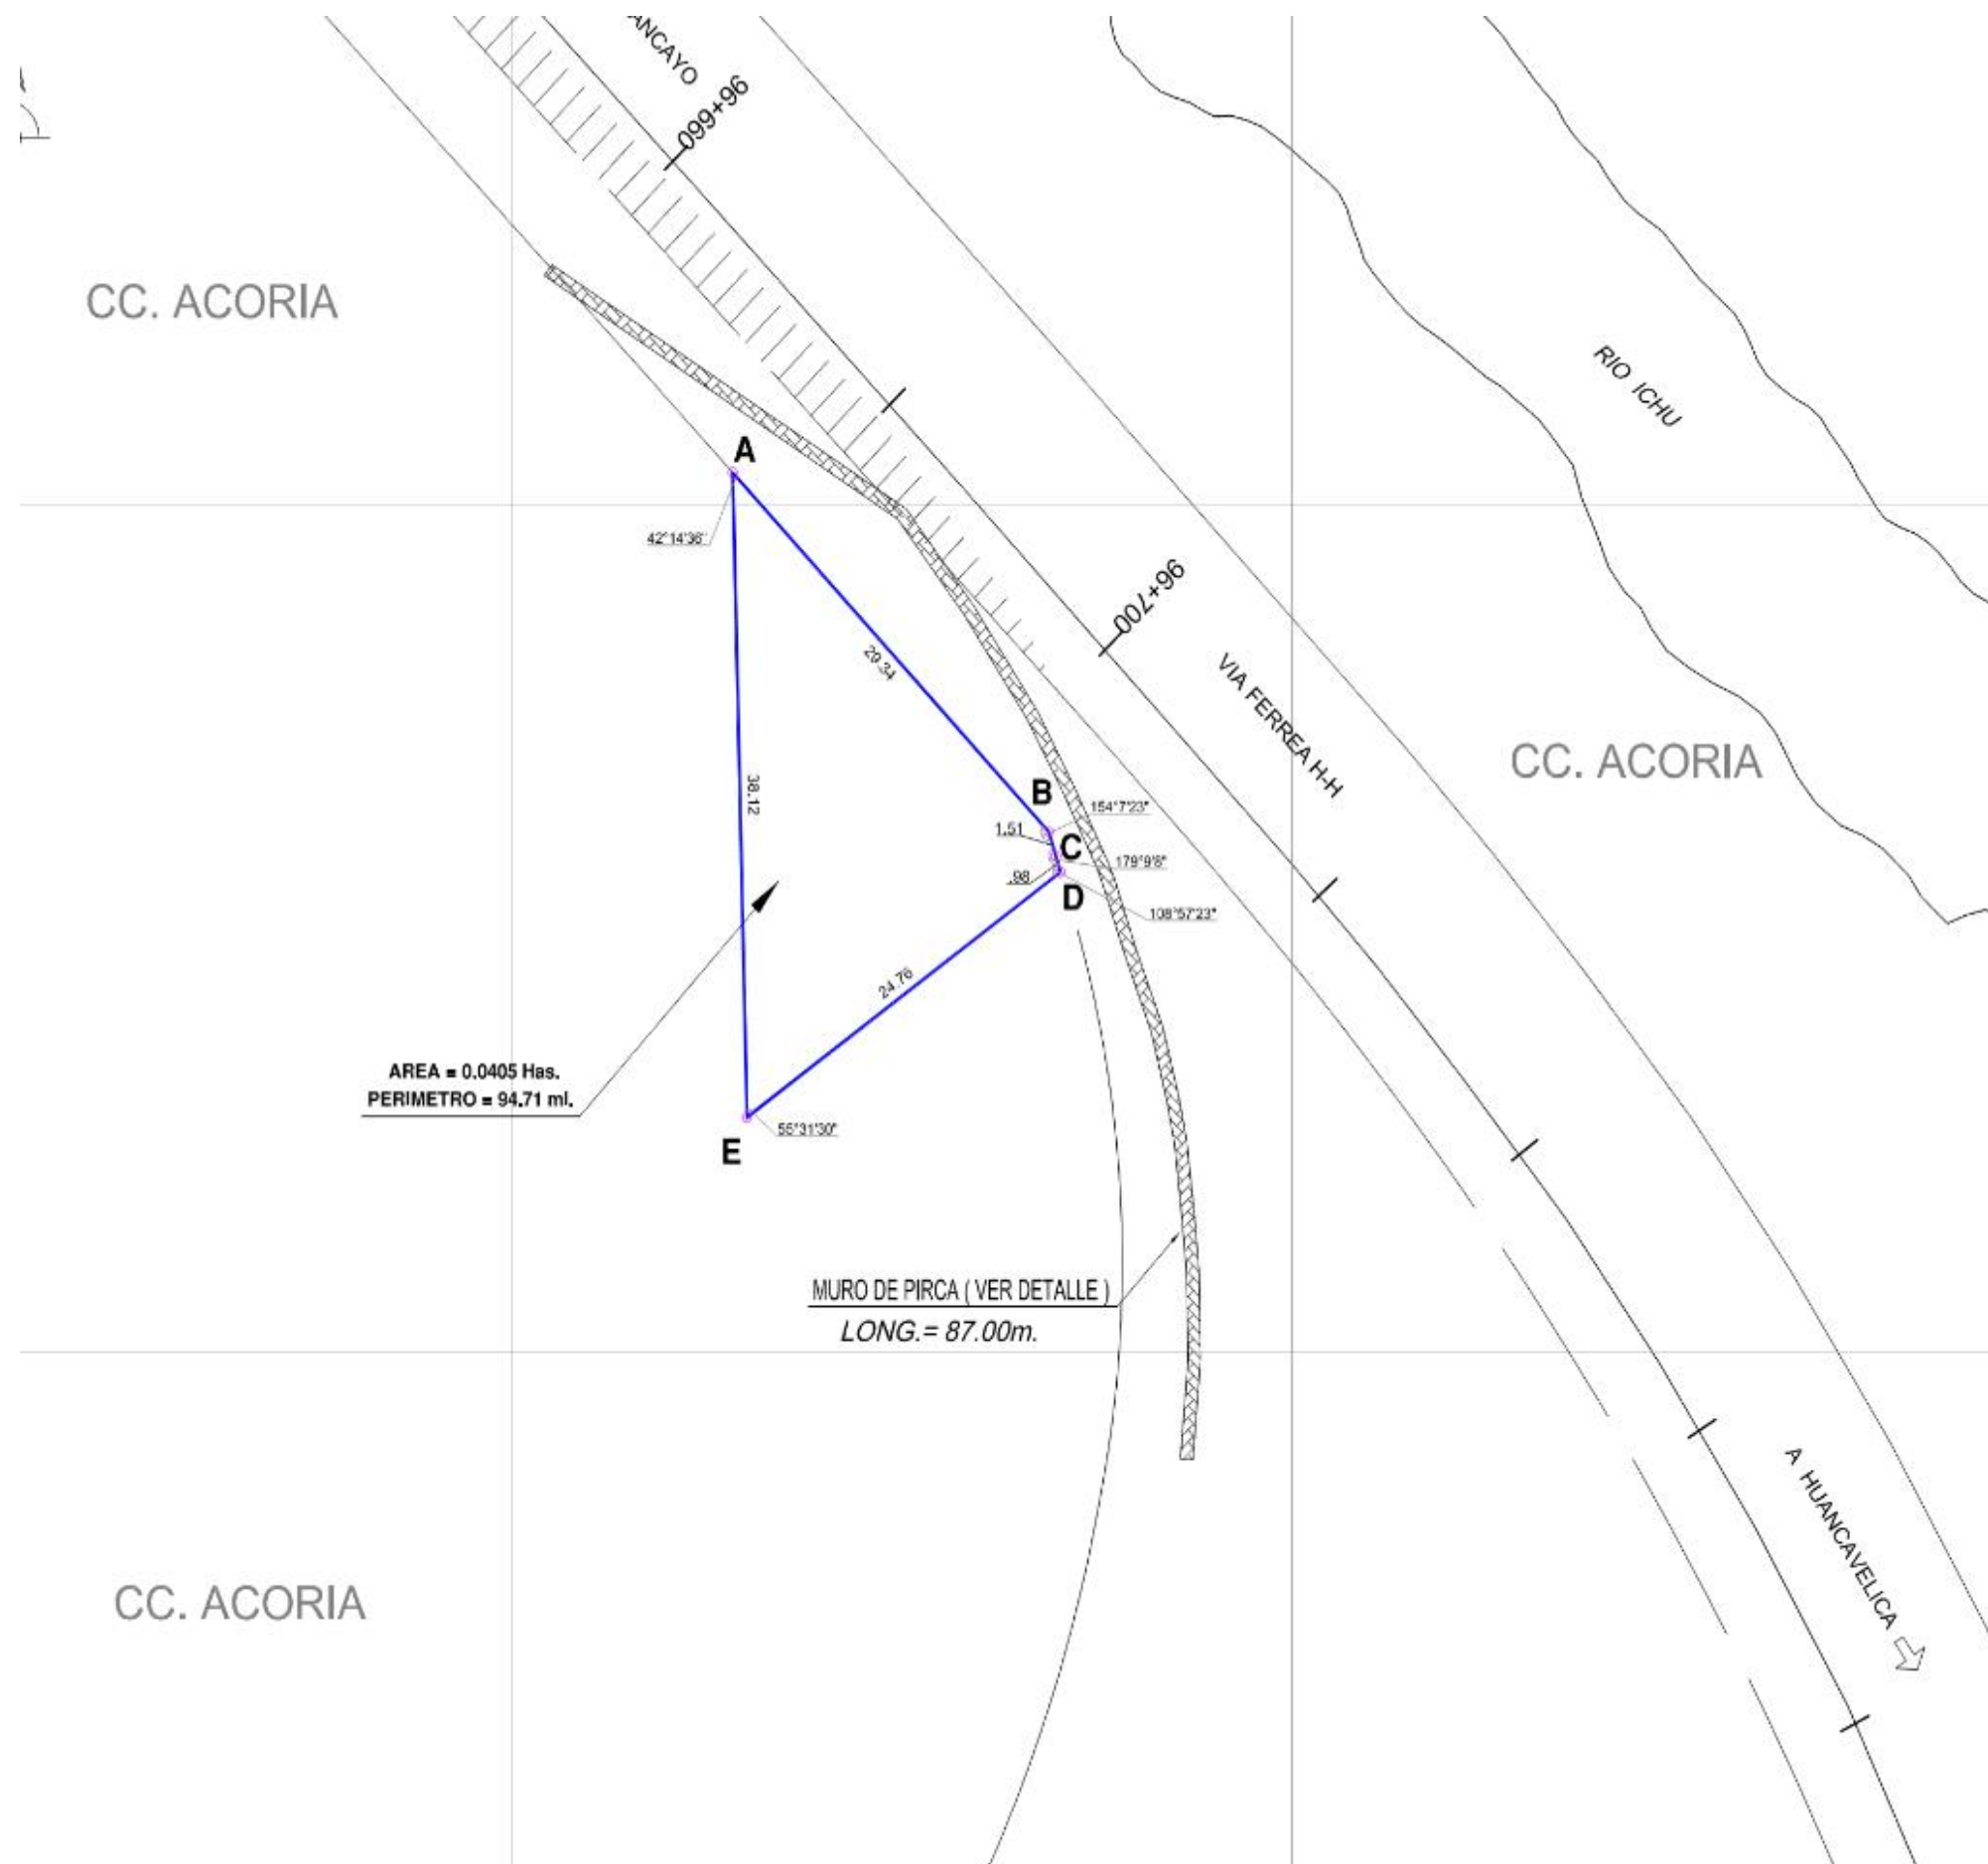 96+660
CC. ACORIA
RIO ICHU
A
42°14'36"
96+700
29.34
VIA FERREA H-H
CC. ACORIA
38.12
B
154°7'23"
1.51
C
179°9'8"
.98
D
108°57'23"
24.76
AREA = 0.0405 Has.
PERIMETRO = 94.71 ml.
55°31'30"
E
MURO DE PIRCA ( VER DETALLE )
LONG.= 87.00m.
A HUANCAVELICA
CC. ACORIA